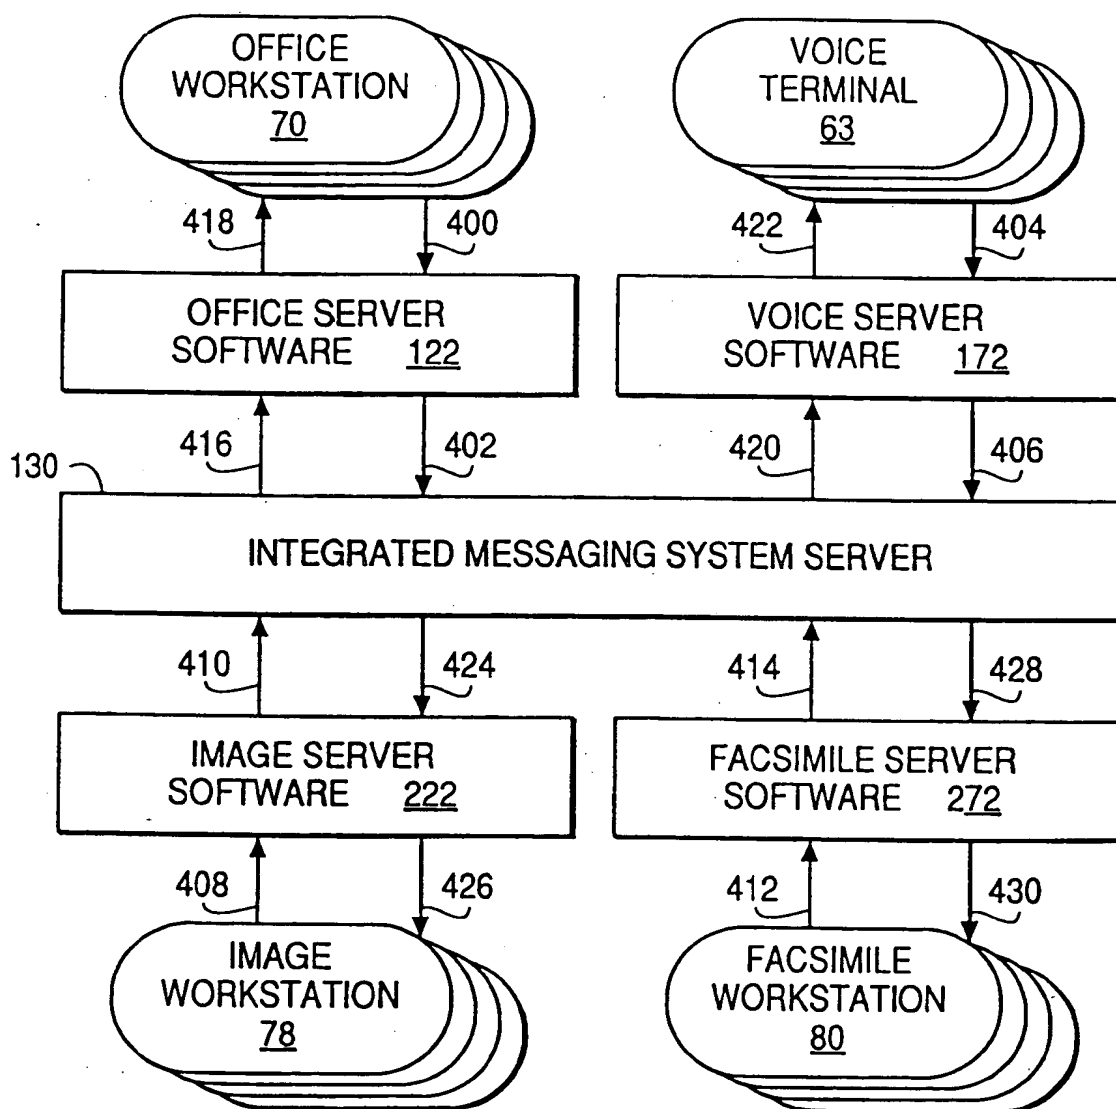 OFFICE
WORKSTATION
70
VOICE
TERMINAL
63
418
400
422
404
OFFICE SERVER
SOFTWARE 122
VOICE SERVER
SOFTWARE 172
416
402
420
406
130
INTEGRATED MESSAGING SYSTEM SERVER
410
424
414
428
IMAGE SERVER
SOFTWARE 222
FACSIMILE SERVER
SOFTWARE 272
408
426
412
430
IMAGE
WORKSTATION
78
FACSIMILE
WORKSTATION
80